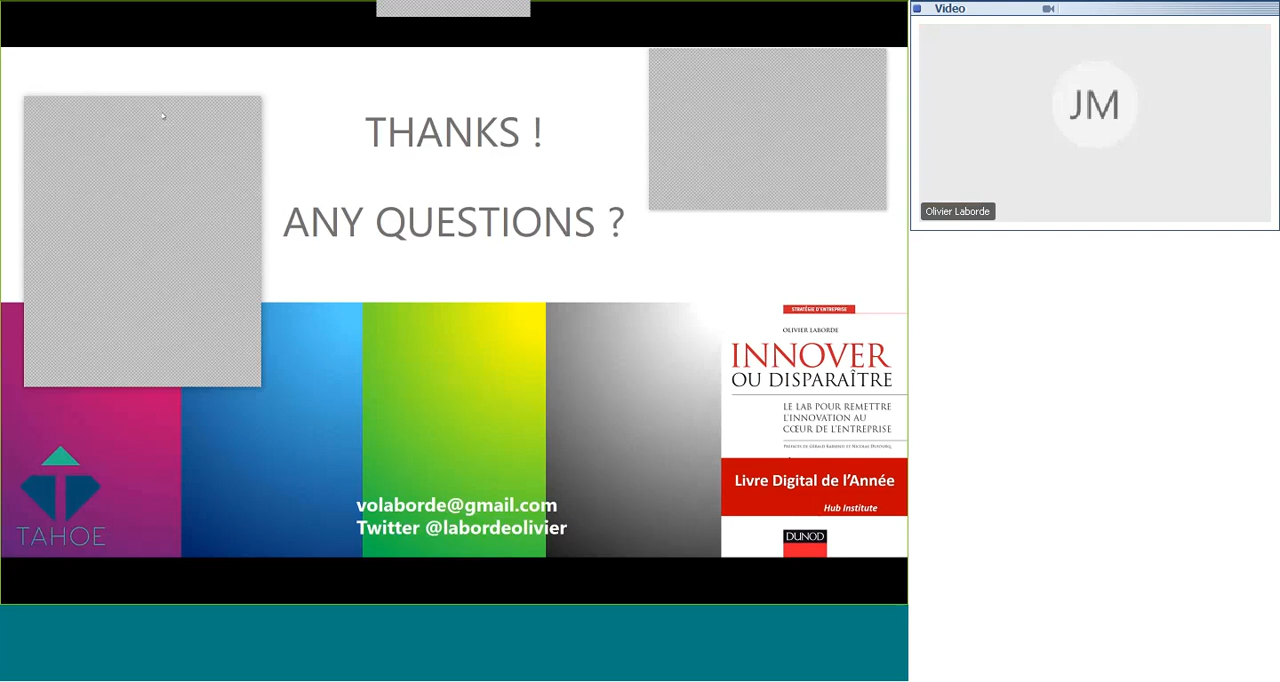 Video
JM
Olivier Laborde
THANKS !
ANY QUESTIONS ?
STRATÉGIE D'ENTREPRISE
OLIVIER LABORDE
INNOVER
OU DISPARAÎTRE
LE LAB POUR REMETTRE
L'INNOVATION AU
CŒUR DE L'ENTREPRISE
Livre Digital de l'Année
Hub Institute
DUNOD
volaborde@gmail.com
Twitter @labordeolivier
TAHOE